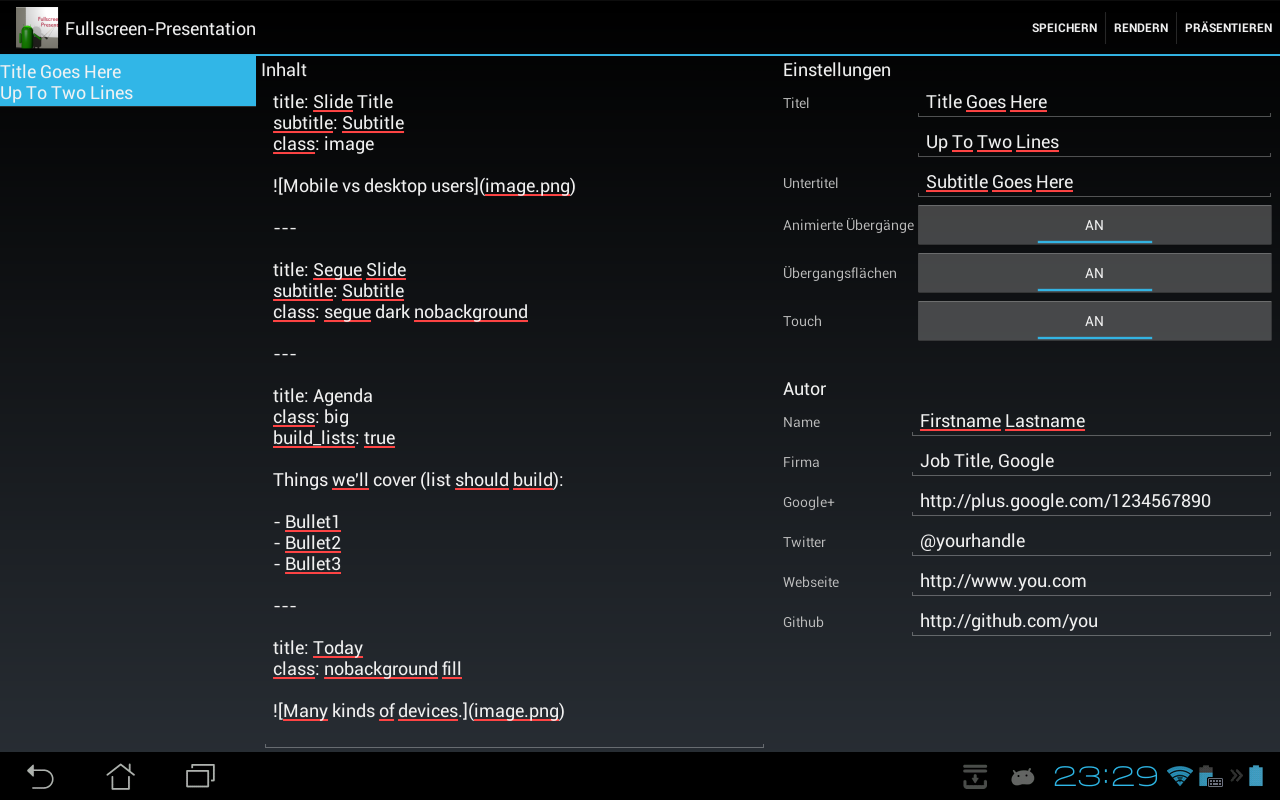 Fullscreen-Presentation
SPEICHERN
RENDERN
PRÄSENTIEREN
Title Goes Here
Up To Two Lines
Inhalt
title: Slide Title
subtitle: Subtitle
class: image
![Mobile vs desktop users](image.png)
---
title: Segue Slide
subtitle: Subtitle
class: segue dark nobackground
---
title: Agenda
class: big
build_lists: true
Things we'll cover (list should build):
- Bullet1
- Bullet2
- Bullet3
---
title: Today
class: nobackground fill
![Many kinds of devices.](image.png)
Einstellungen
Titel
Title Goes Here
Up To Two Lines
Untertitel
Subtitle Goes Here
Animierte Übergänge
AN
Übergangsflächen
AN
Touch
AN
Autor
Name
Firstname Lastname
Firma
Job Title, Google
Google+
http://plus.google.com/1234567890
Twitter
@yourhandle
Webseite
http://www.you.com
Github
http://github.com/you
23:29